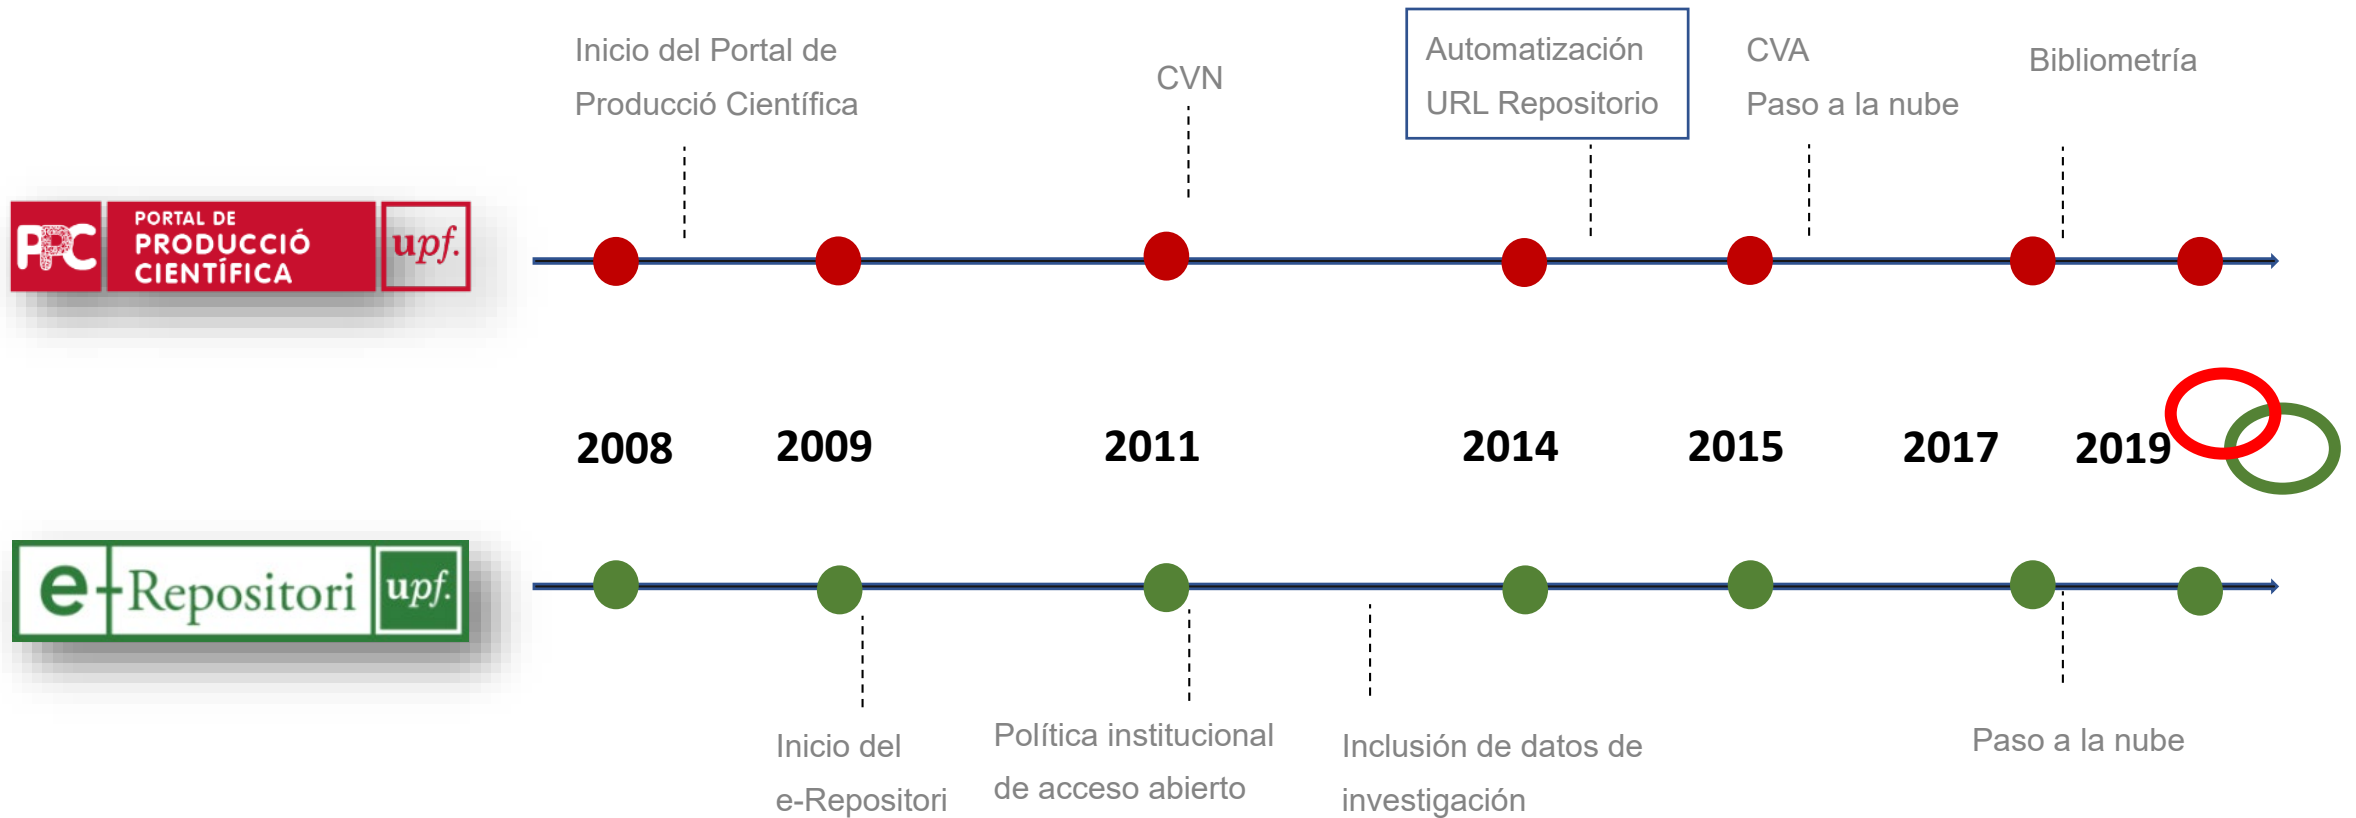 Inicio del Portal de
Producció Científica
CVN
Automatización
URL Repositorio
CVA
Paso a la nube
Bibliometría
PPC
PORTAL DE
PRODUCCIÓ
CIENTÍFICA
upf.
2008
2009
2011
2014
2015
2017
2019
e-Repositori
upf.
Inicio del
e-Repositori
Política institucional
de acceso abierto
Inclusión de datos de
investigación
Paso a la nube